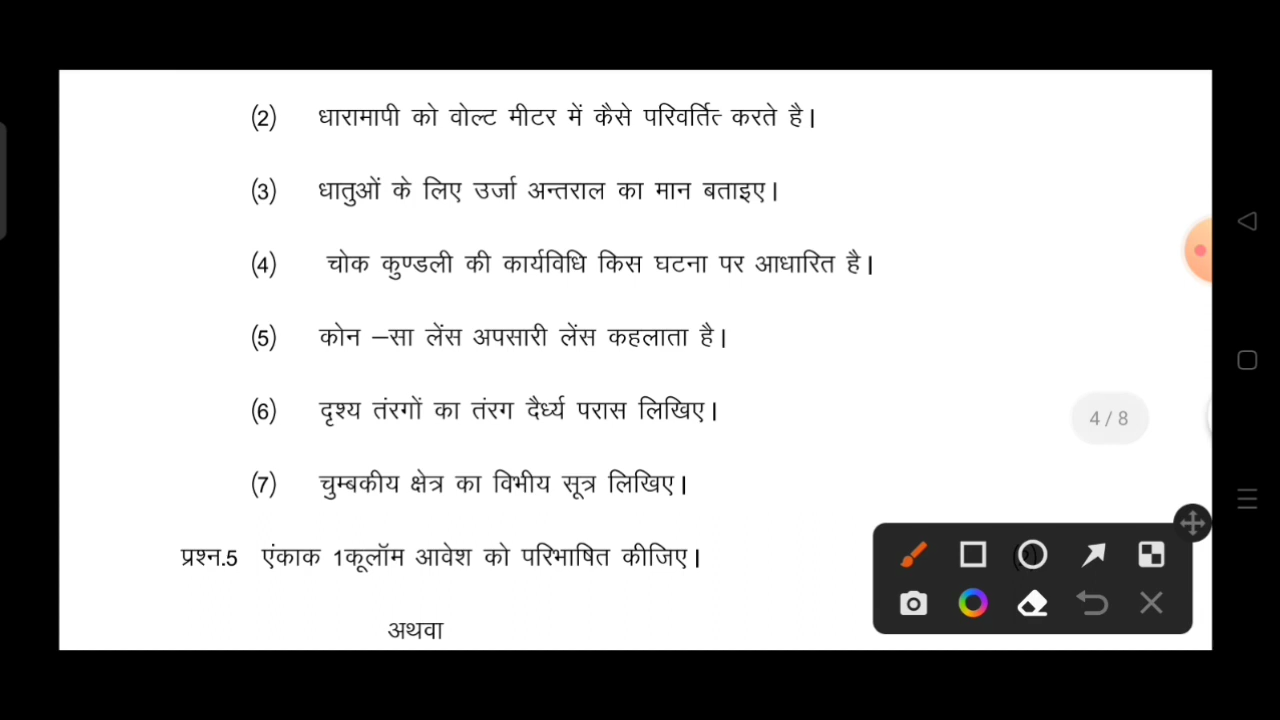 (2) धारामापी को वोल्ट मीटर में कैसे परिवर्तित करते है।
(3) धातुओं के लिए उर्जा अन्तराल का मान बताइए।
(4) चोक कुण्डली की कार्यविधि किस घटना पर आधारित है।
(5) कोन –सा लेंस अपसारी लेंस कहलाता है।
(6) दृश्य तंरगों का तंरग दैर्ध्य परास लिखिए।
4 / 8
(7) चुम्बकीय क्षेत्र का विभीय सूत्र लिखिए।
प्रश्न.5 एंकाक 1कूलॉम आवेश को परिभाषित कीजिए।
अथवा